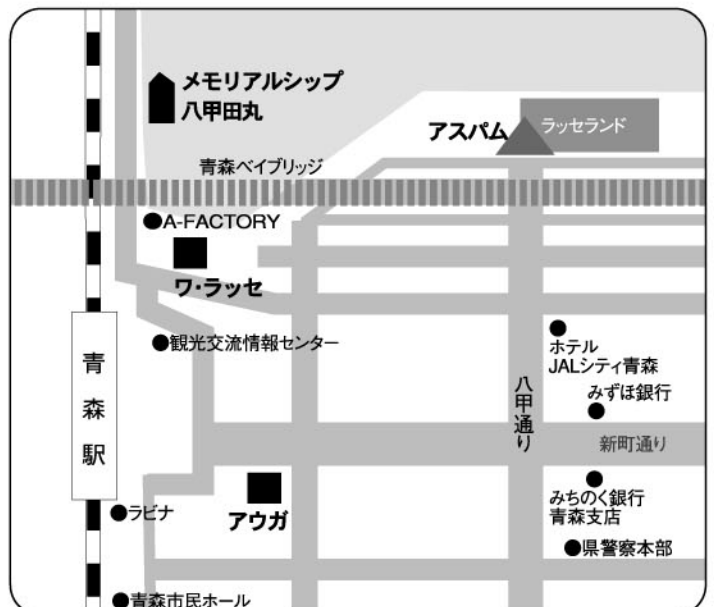 メモリアルシップ
八甲田丸
アスパム
ラッセランド
青森ベイブリッジ
●A-FACTORY
ワ・ラッセ
●観光交流情報センター
青森駅
ホテル
JALシティ青森
みずほ銀行
八甲通り
新町通り
みちのく銀行
青森支店
アウガ
●ラビナ
●県警察本部
●青森市民ホール